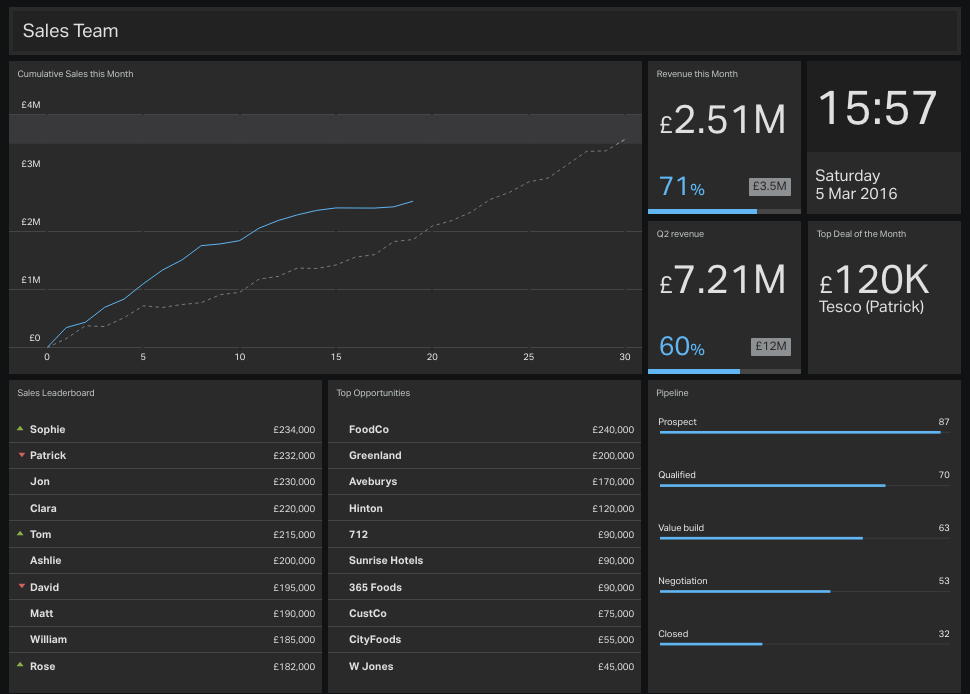 Sales Team
Cumulative Sales this Month
£4M
£3M
£2M
£1M
£0
0 5 10 15 20 25 30
Revenue this Month
£2.51M
71% £3.5M
15:57
Saturday
5 Mar 2016
Q2 revenue
£7.21M
60% £12M
Top Deal of the Month
£120K
Tesco (Patrick)
Sales Leaderboard
Sophie £234,000
Patrick £232,000
Jon £230,000
Clara £220,000
Tom £215,000
Ashlie £200,000
David £195,000
Matt £190,000
William £185,000
Rose £182,000
Top Opportunities
FoodCo £240,000
Greenland £200,000
Aveburys £170,000
Hinton £120,000
712 £90,000
Sunrise Hotels £90,000
365 Foods £90,000
CustCo £75,000
CityFoods £55,000
W Jones £45,000
Pipeline
Prospect 87
Qualified 70
Value build 63
Negotiation 53
Closed 32